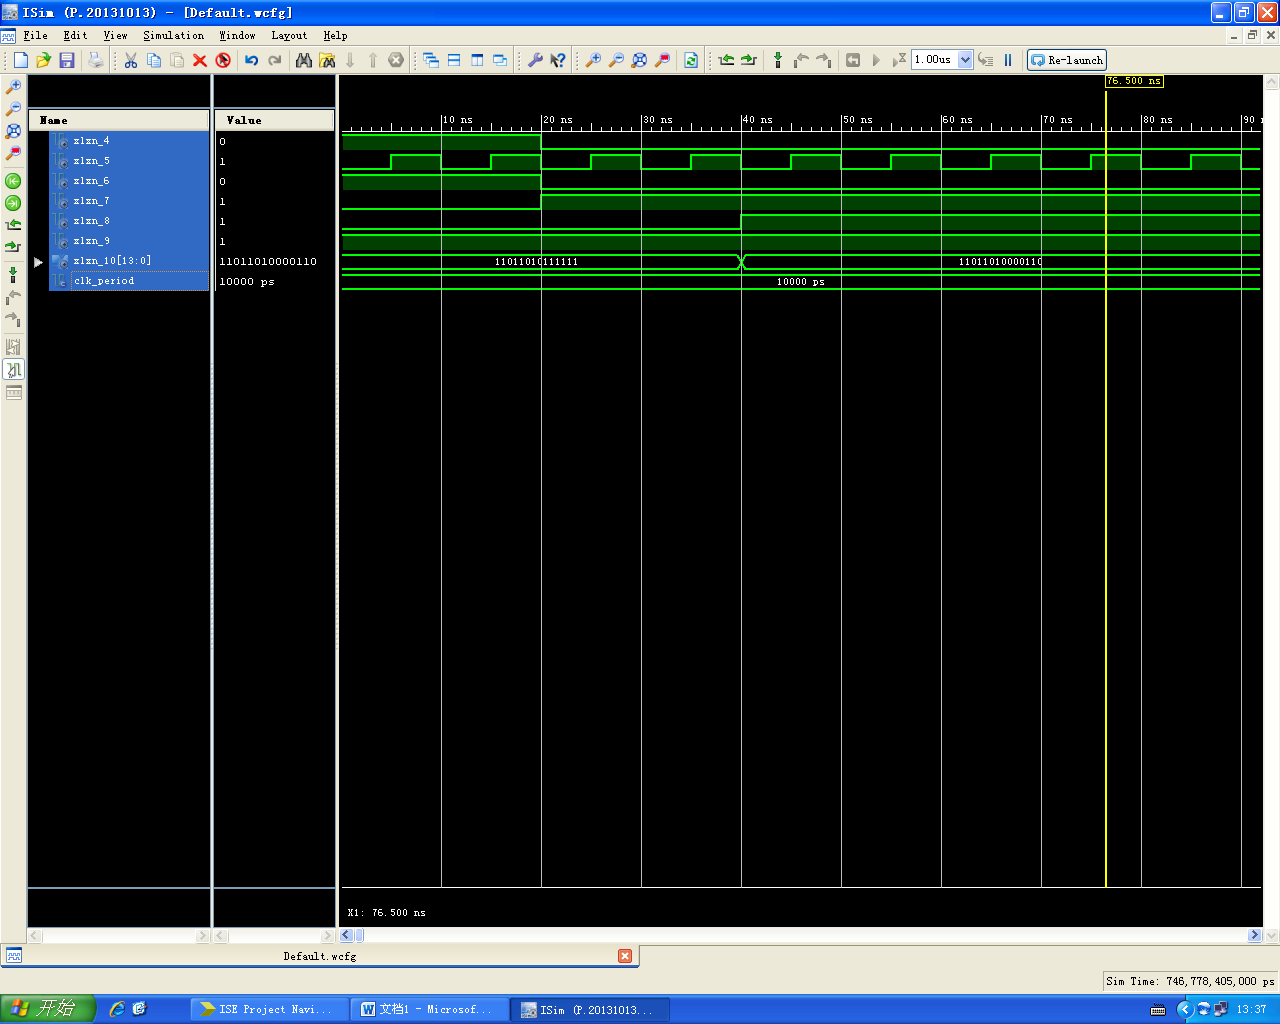 ISim (P.20131013) - [Default.wcfg]
File Edit View Simulation Window Layout Help
1.00us Re-launch
76.500 ns
Name Value
10 ns 20 ns 30 ns 40 ns 50 ns 60 ns 70 ns 80 ns 90 n
xlxn_4 0
xlxn_5 1
xlxn_6 0
xlxn_7 1
xlxn_8 1
xlxn_9 1
xlxn_10[13:0] 11011010000110 11011010111111 11011010000110
clk_period 10000 ps 10000 ps
X1: 76.500 ns
Default.wcfg
Sim Time: 746,778,405,000 ps
开始 ISE Project Navi... 文档1 - Microsof... ISim (P.20131013... 13:37